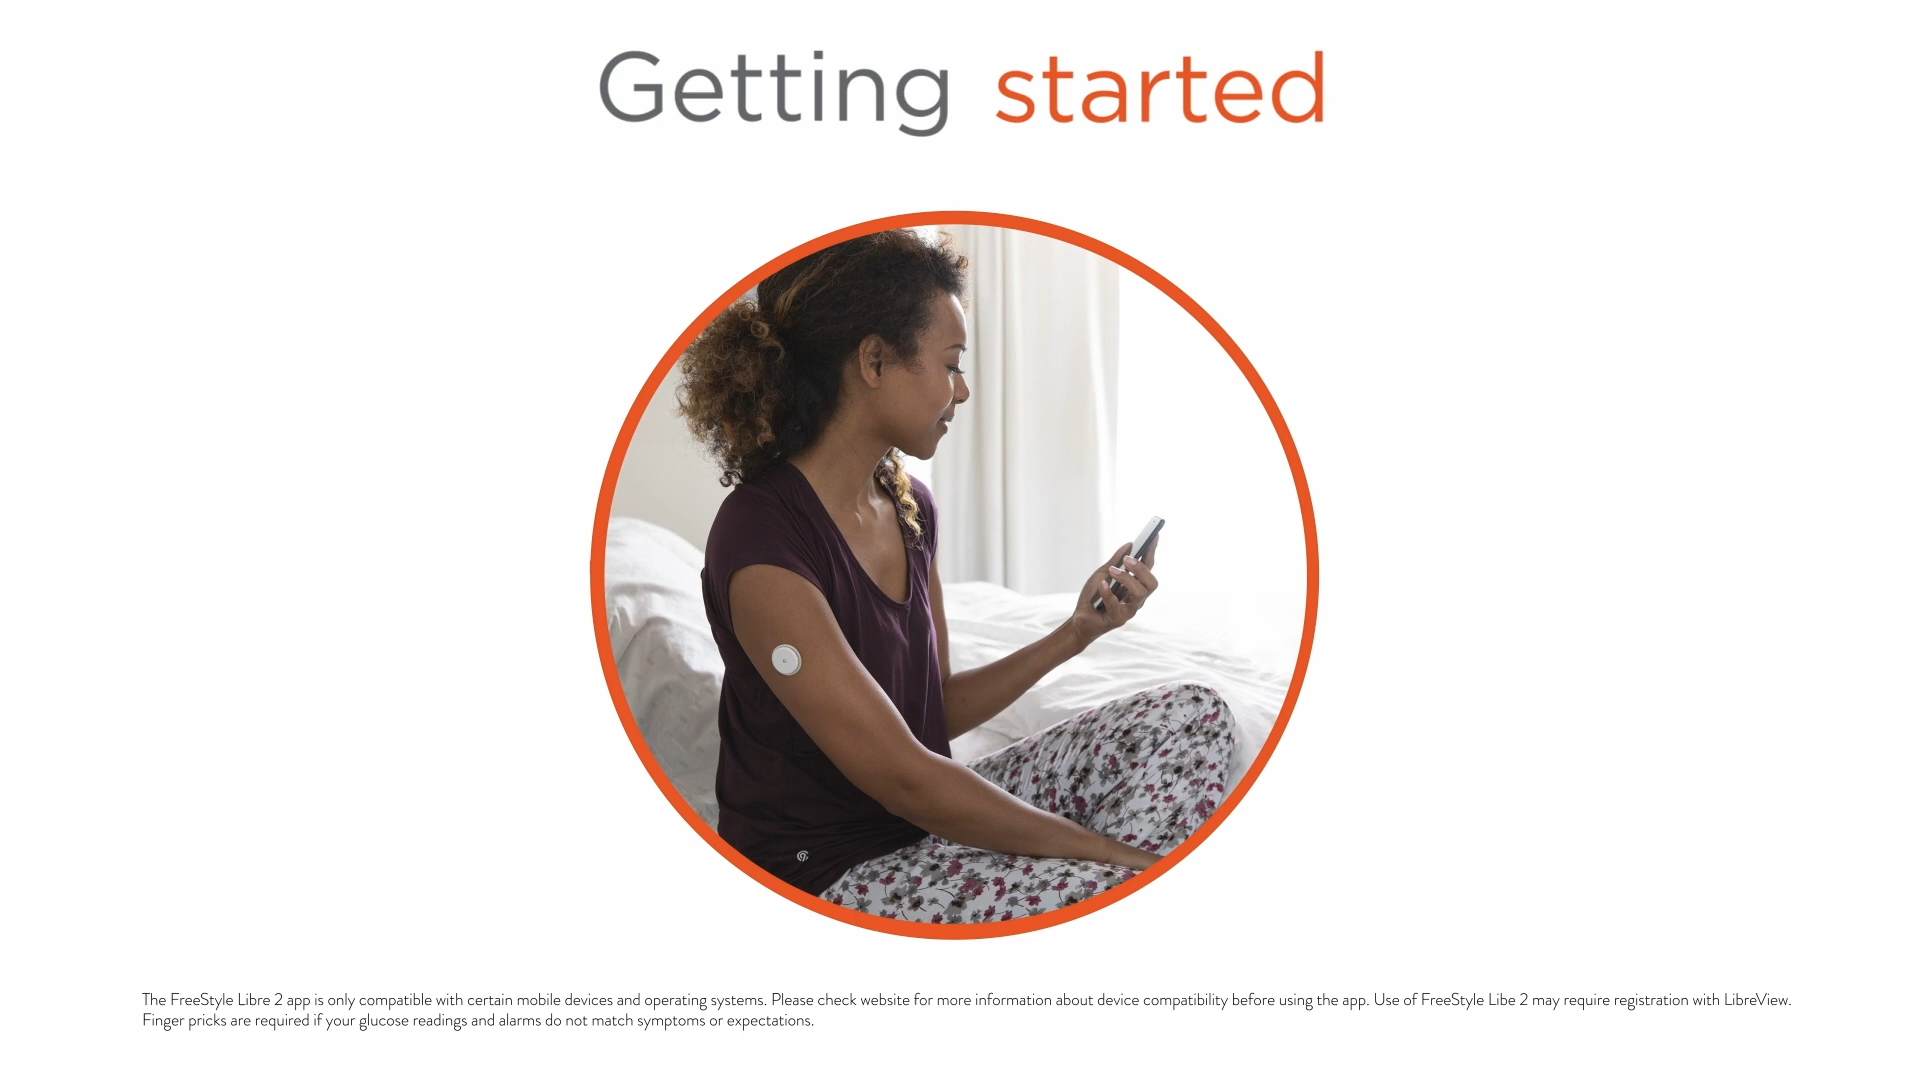 Getting started
The FreeStyle Libre 2 app is only compatible with certain mobile devices and operating systems. Please check website for more information about device compatibility before using the app. Use of FreeStyle Libe 2 may require registration with LibreView.
Finger pricks are required if your glucose readings and alarms do not match symptoms or expectations.